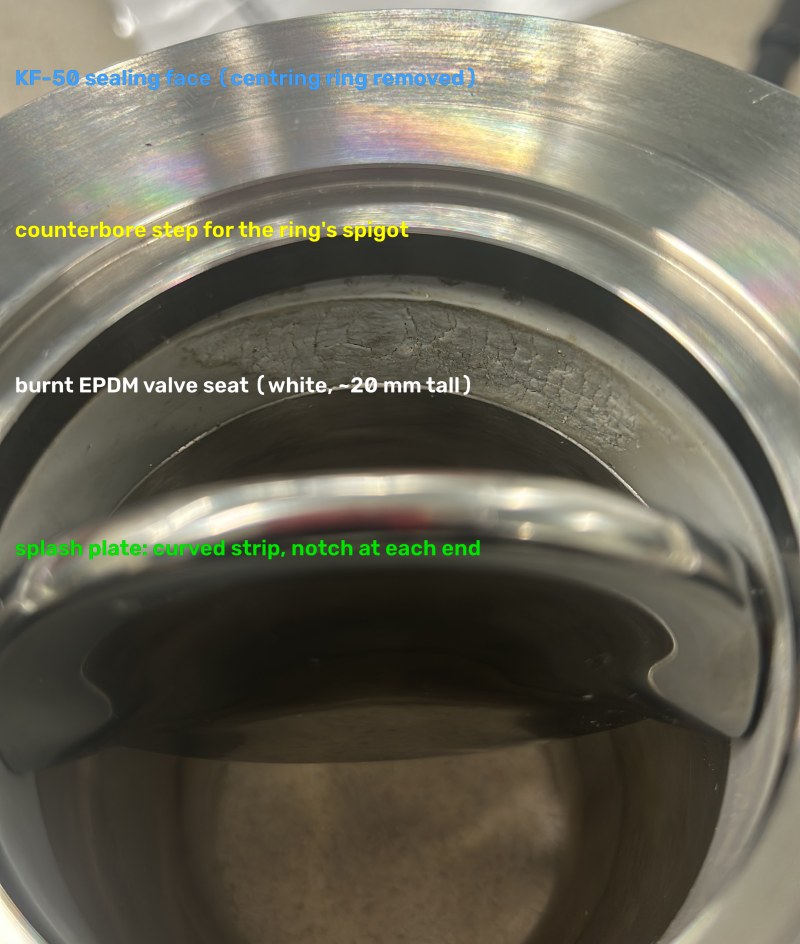 KF-50 sealing face (centring ring removed)
counterbore step for the ring's spigot
burnt EPDM valve seat (white, ~20 mm tall)
splash plate: curved strip, notch at each end